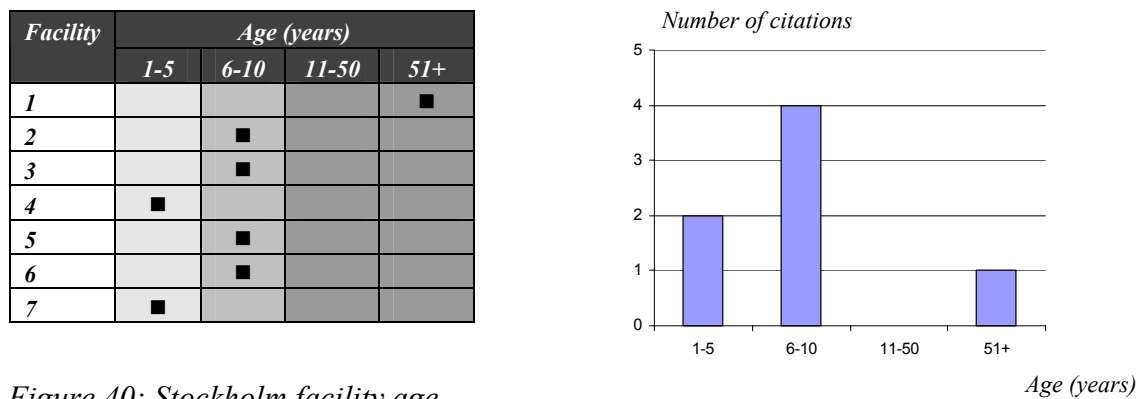 Facility Age (years)
1-5 6-10 11-50 51+
1 ■
2 ■
3 ■
4 ■
5 ■
6 ■
7 ■
Number of citations
5
4
3
2
1
0
1-5 6-10 11-50 51+
Age (years)
Figure 40: Stockholm facility age